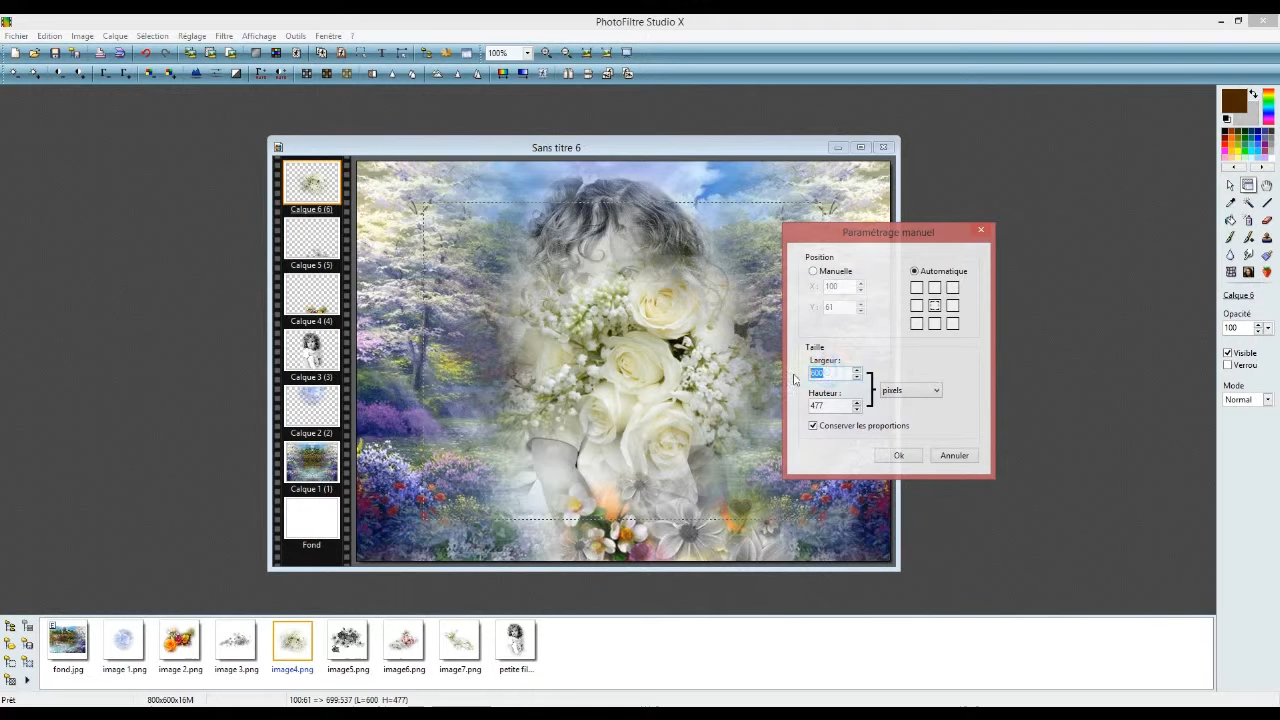 PhotoFiltre Studio X
Fichier Edition Image Calque Sélection Réglage Filtre Affichage Outils Fenêtre ?
100%
Sans titre 6
Calque 6 (6)
Calque 5 (5)
Calque 4 (4)
Calque 3 (3)
Calque 2 (2)
Calque 1 (1)
Fond
Paramétrage manuel
Position
Manuelle
Automatique
X : 100
Y : 61
Taille
Largeur :
600
pixels
Hauteur :
477
Conserver les proportions
Ok
Annuler
Calque 6
Opacité
100
Visible
Verrou
Mode
Normal
fond.jpg
image 1.png
image 2.png
image 3.png
image4.png
image5.png
image6.png
image7.png
petite fil...
Prêt
800x600x16M
100:61 => 699:537 (L=600 H=477)